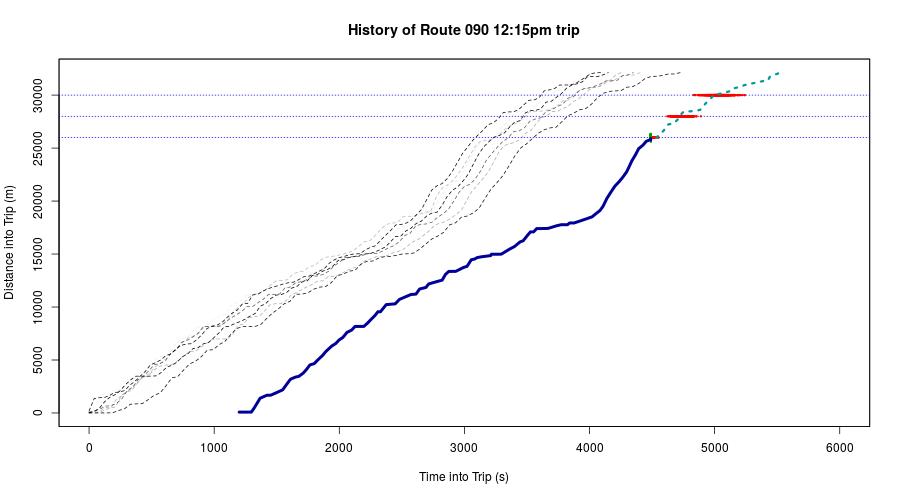 History of Route 090 12:15pm trip
Distance into Trip (m)
30000
25000
20000
15000
10000
5000
0
0 1000 2000 3000 4000 5000 6000
Time into Trip (s)